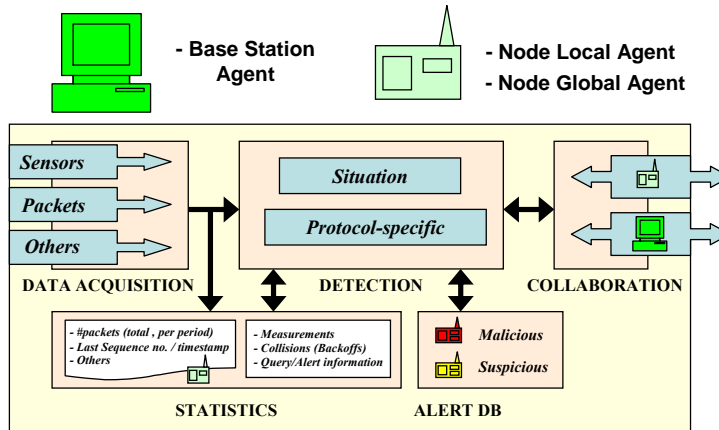 - Base Station
Agent
- Node Local Agent
- Node Global Agent
Sensors
Packets
Others
DATA ACQUISITION
Situation
Protocol-specific
DETECTION
COLLABORATION
- #packets (total , per period)
- Last Sequence no. / timestamp
- Others
- Measurements
- Collisions (Backoffs)
- Query/Alert information
STATISTICS
Malicious
Suspicious
ALERT DB